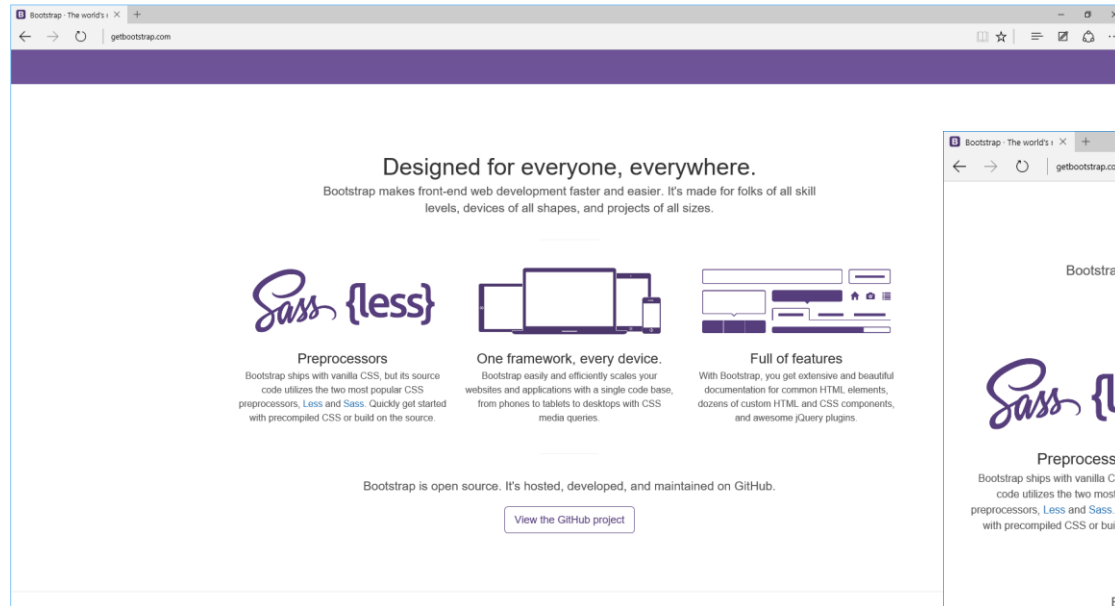 Bootstrap · The world's
getbootstrap.com
Designed for everyone, everywhere.
Bootstrap makes front-end web development faster and easier. It's made for folks of all skill
levels, devices of all shapes, and projects of all sizes.
Sass {less}
Preprocessors
Bootstrap ships with vanilla CSS, but its source
code utilizes the two most popular CSS
preprocessors, Less and Sass. Quickly get started
with precompiled CSS or build on the source.
One framework, every device.
Bootstrap easily and efficiently scales your
websites and applications with a single code base,
from phones to tablets to desktops with CSS
media queries.
Full of features
With Bootstrap, you get extensive and beautiful
documentation for common HTML elements,
dozens of custom HTML and CSS components,
and awesome jQuery plugins.
Bootstrap is open source. It's hosted, developed, and maintained on GitHub.
View the GitHub project
Bootstrap · The world's
getbootstrap.co
Bootstra
Sass {l
Preprocess
Bootstrap ships with vanilla C
code utilizes the two most
preprocessors, Less and Sass.
with precompiled CSS or bui